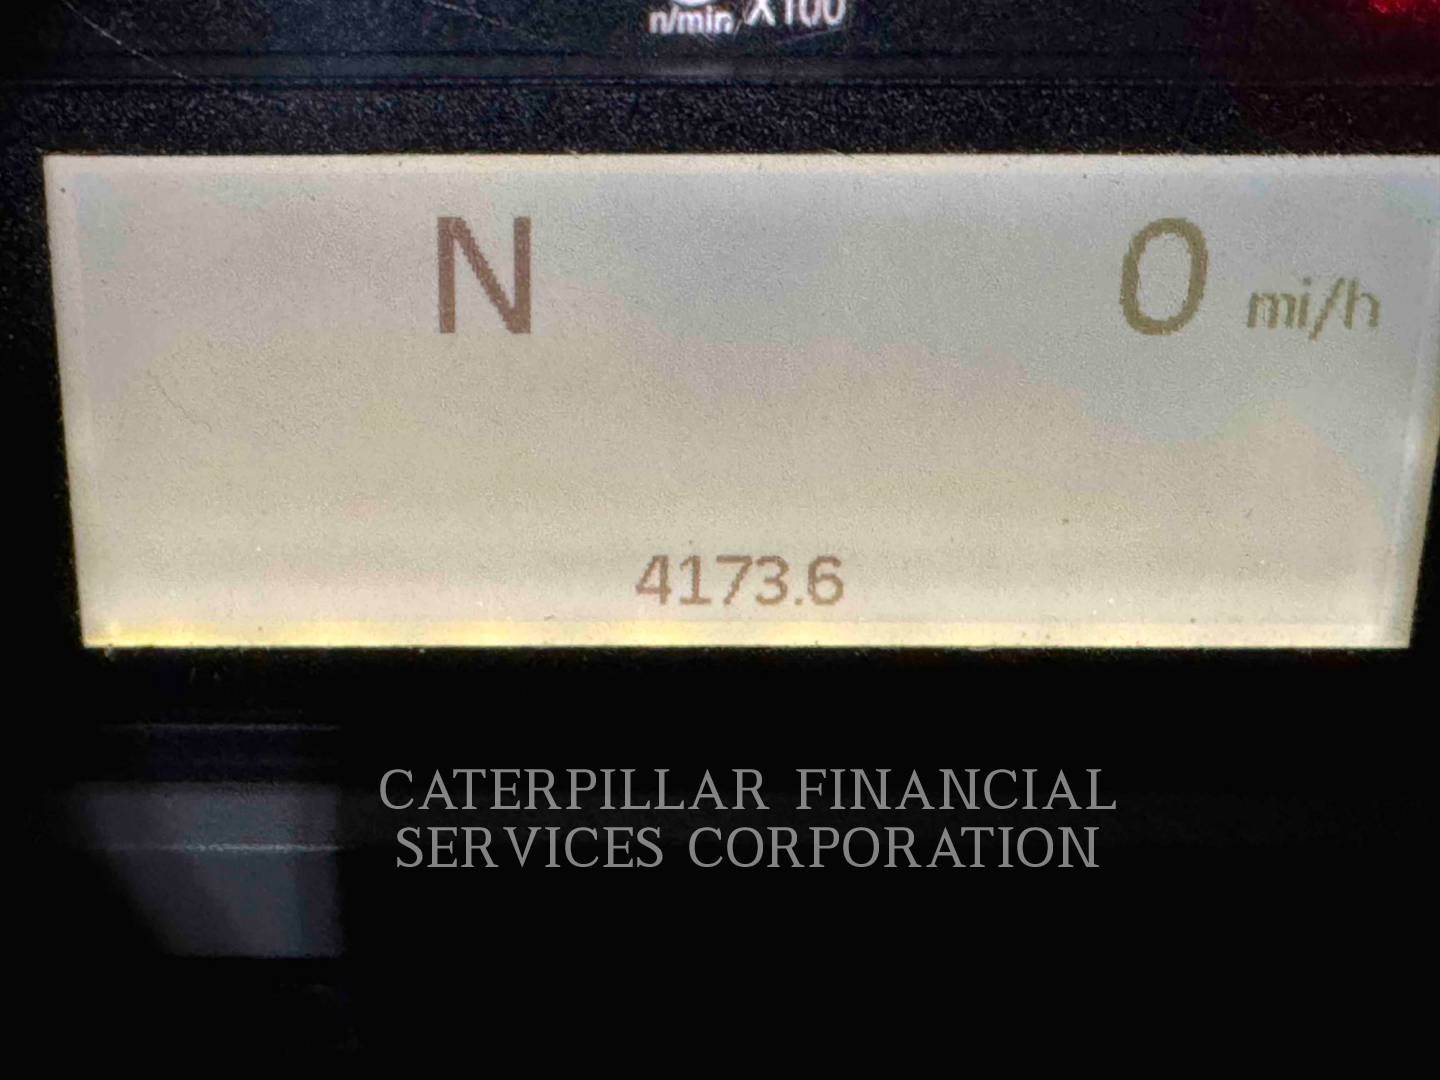 n/min X100
N 0 mi/h
4173.6
CATERPILLAR FINANCIAL
SERVICES CORPORATION